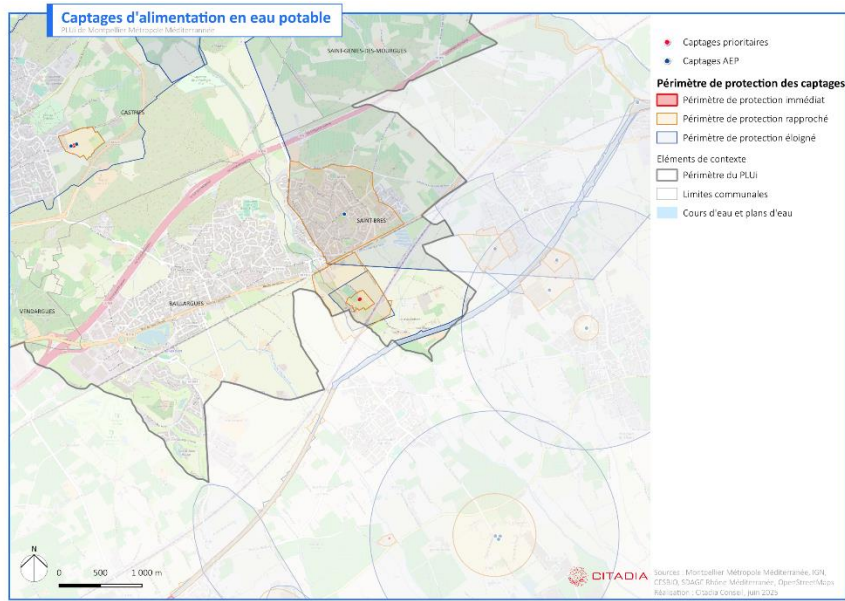 Captages d'alimentation en eau potable
PLUi de Montpellier Méditerranée Métropole
SAINT-GENIES-DES-MOURGUES
CASTRIES
SAINT-BRES
BAILLARGUES
VENDARGUES
Captages prioritaires
Captages AEP
Périmètre de protection des captages
Périmètre de protection immédiat
Périmètre de protection rapproché
Périmètre de protection éloigné
Eléments de contexte
Périmètre du PLUi
Limites communales
Cours d'eau et plans d'eau
N
0 500 1 000 m
CITADIA
Sources : Montpellier Métropole Méditerranée, IGN,
CESBIO, SDAGE Rhône Méditerranée, OpenStreetMaps
Réalisation : Citadia Conseil, juin 2025